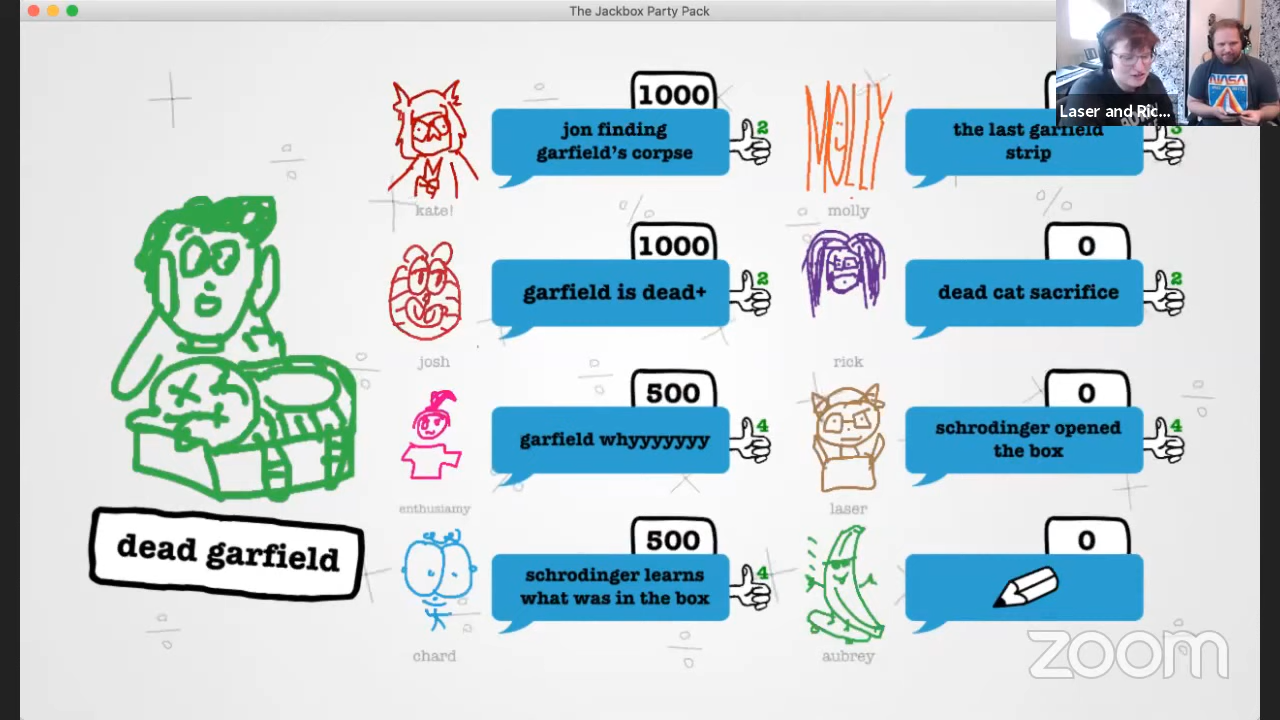 The Jackbox Party Pack
NASA
Laser and Ric...
1000
jon finding
garfield's corpse
2
kate!
MOLLY
the last garfield
strip
3
molly
1000
garfield is dead+
2
josh
0
dead cat sacrifice
2
rick
500
garfield whyyyyyyy
4
enthusiamy
0
schrodinger opened
the box
4
laser
500
schrodinger learns
what was in the box
4
chard
0
aubrey
dead garfield
zoom